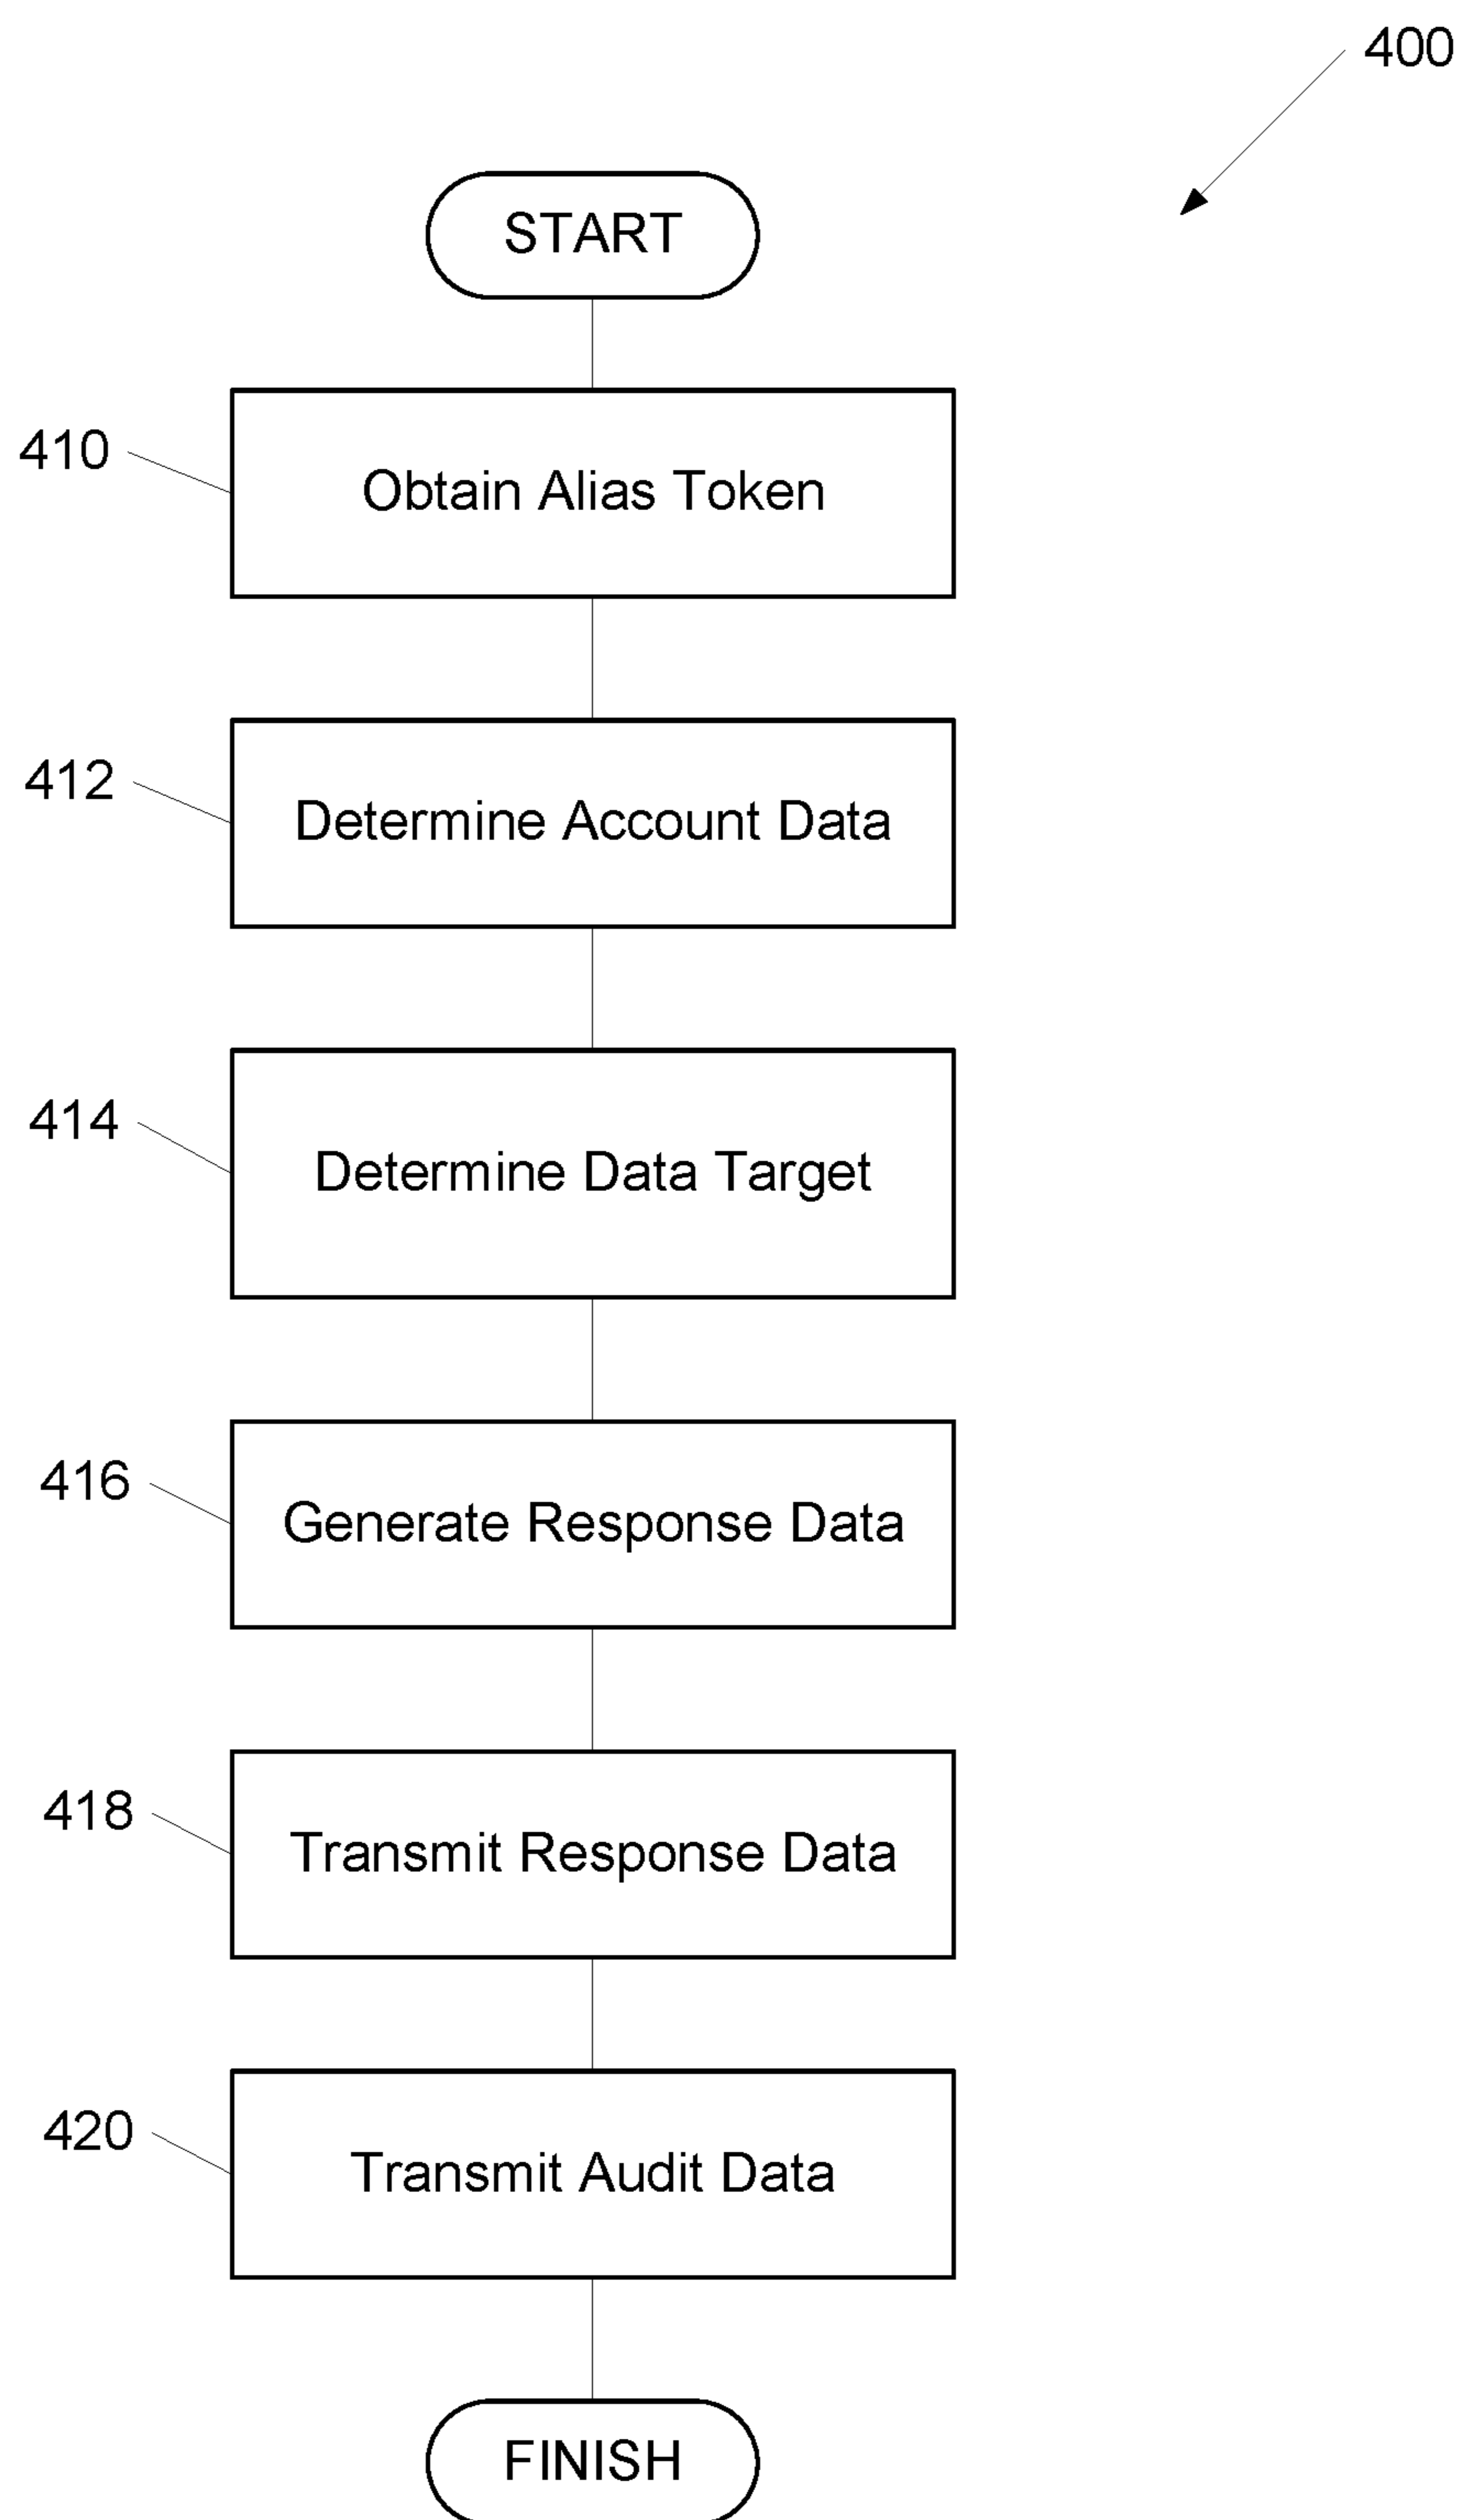 400
START
410
Obtain Alias Token
412
Determine Account Data
414
Determine Data Target
416
Generate Response Data
418
Transmit Response Data
420
Transmit Audit Data
FINISH